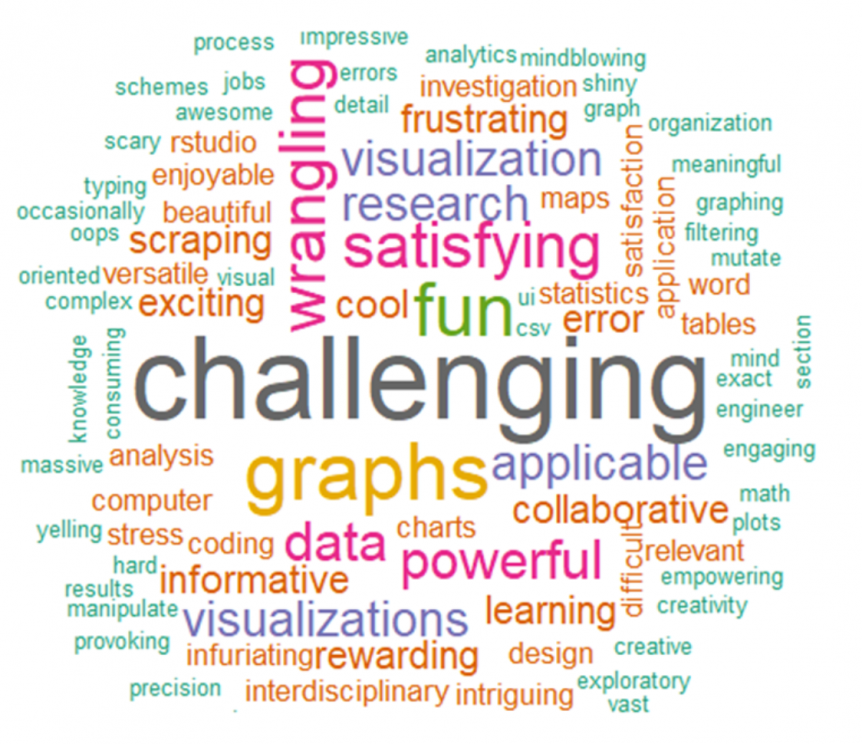 process impressive
analytics mindblowing
schemes jobs errors investigation shiny
awesome detail frustrating graph organization
scary rstudio wrangling visualization satisfaction meaningful
typing enjoyable research maps application graphing
occasionally beautiful
oops scraping satisfying filtering
mutate
oriented versatile visual fun ui statistics word
complex exciting cool csv error tables
knowledge consuming challenging mind section
exact
engineer
massive analysis graphs applicable engaging
computer collaborative math
yelling stress coding data charts plots
hard powerful difficult relevant
results informative empowering
manipulate visualizations learning creativity
provoking infuriating rewarding design creative
precision interdisciplinary intriguing exploratory
vast